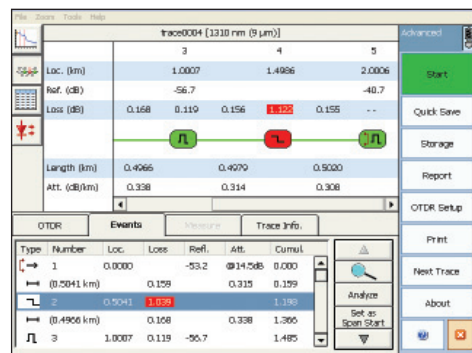 File Zoom Tools Help
trace0004 [1310 nm (9 µm)]
Advanced
3 4 5
Loc. (km) 1.0007 1.4986 2.0006
Ref. (dB) -56.7 -40.7
Loss (dB) 0.168 0.119 0.156 1.122 0.155 --
Length (km) 0.4966 0.4979 0.5020
Att. (dB/km) 0.338 0.314 0.308
OTDR Events Measure Trace Info.
Type Number Loc. Loss Refl. Att. Cumul.
1 0.0000 -53.2 @14.5dB 0.000
(0.5041 km) 0.159 0.315 0.159
2 0.5041 1.039 1.198
(0.4966 km) 0.168 0.338 1.366
3 1.0007 0.119 -56.7 1.485
Analyze
Set as
Span Start
Start
Quick Save
Storage
Report
OTDR Setup
Print
Next Trace
About